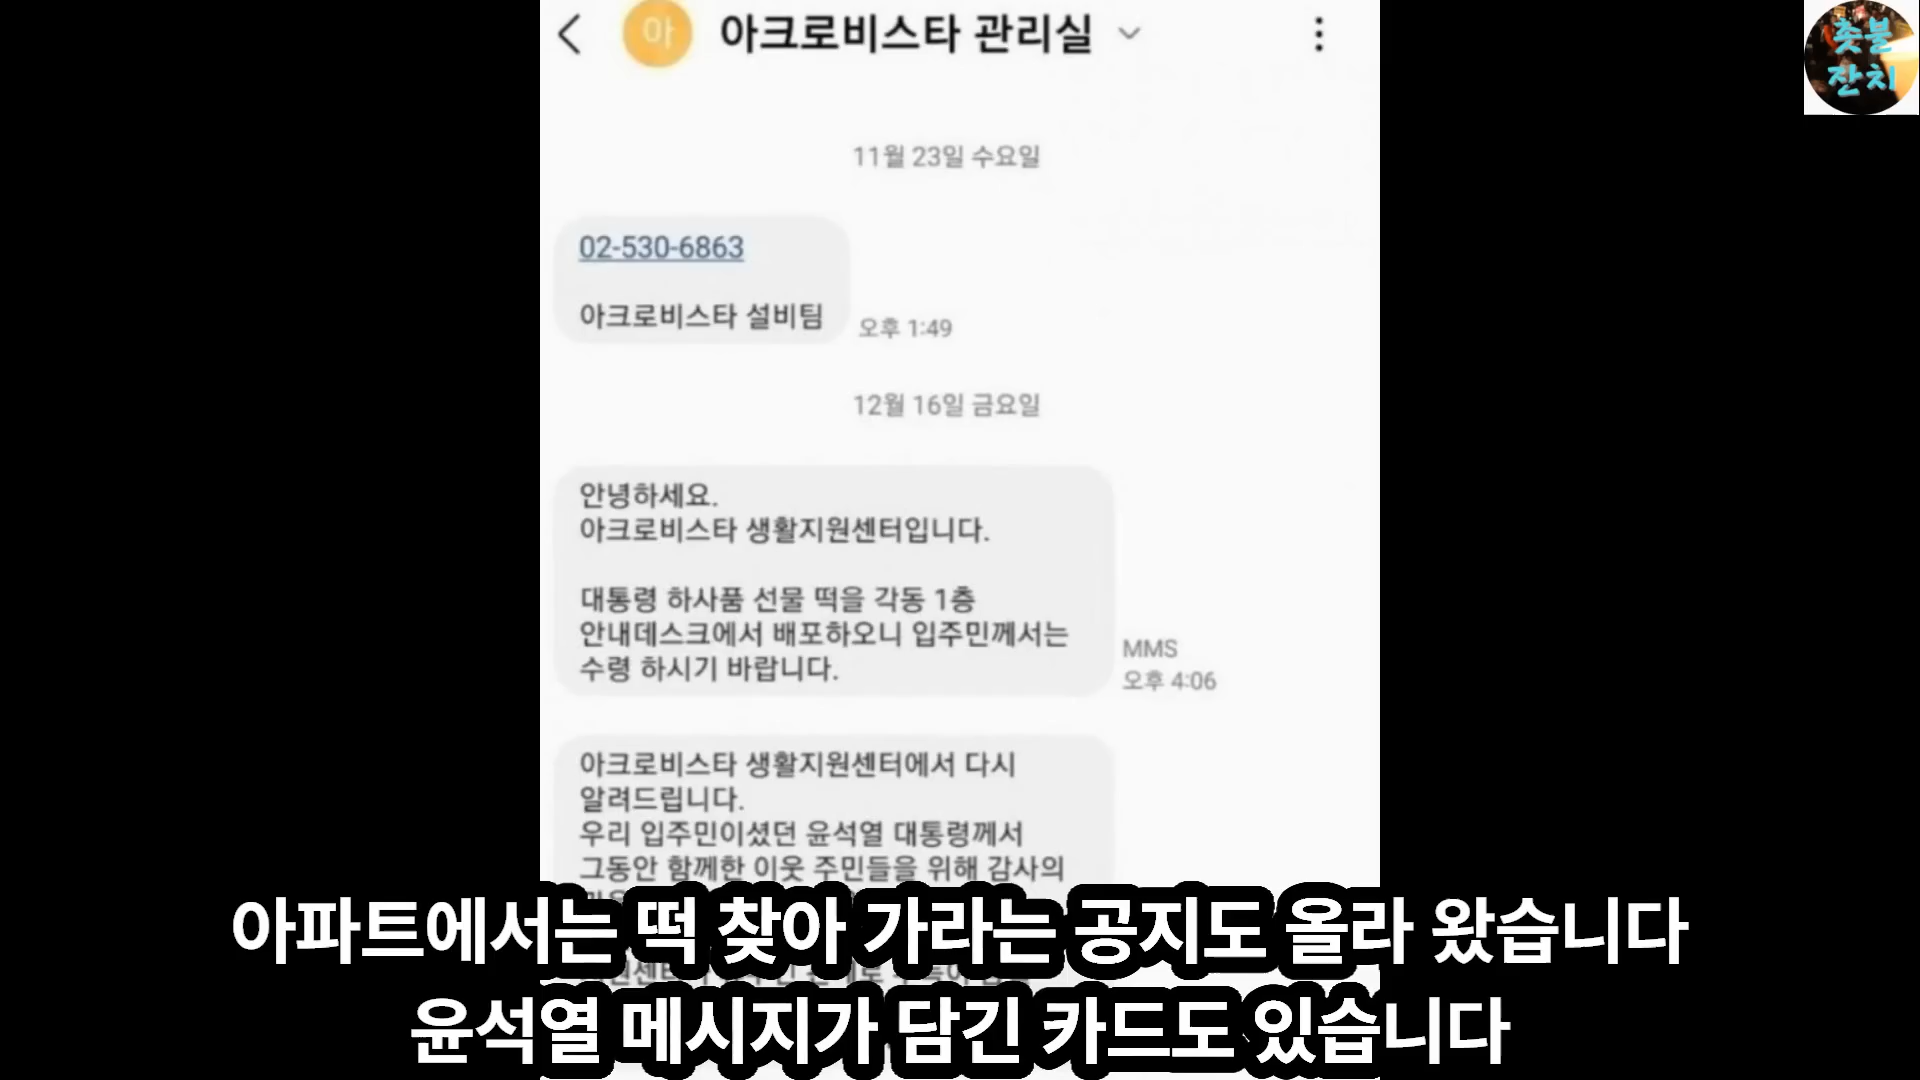 아
아크로비스타 관리실
촛불
잔치
11월 23일 수요일
02-530-6863
아크로비스타 설비팀
오후 1:49
12월 16일 금요일
안녕하세요.
아크로비스타 생활지원센터입니다.
대통령 하사품 선물 떡을 각동 1층
안내데스크에서 배포하오니 입주민께서는
수령 하시기 바랍니다.
MMS
오후 4:06
아크로비스타 생활지원센터에서 다시
알려드립니다.
우리 입주민이셨던 윤석열 대통령께서
그동안 함께한 이웃 주민들을 위해 감사의
아파트에서는 떡 찾아 가라는 공지도 올라 왔습니다
윤석열 메시지가 담긴 카드도 있습니다